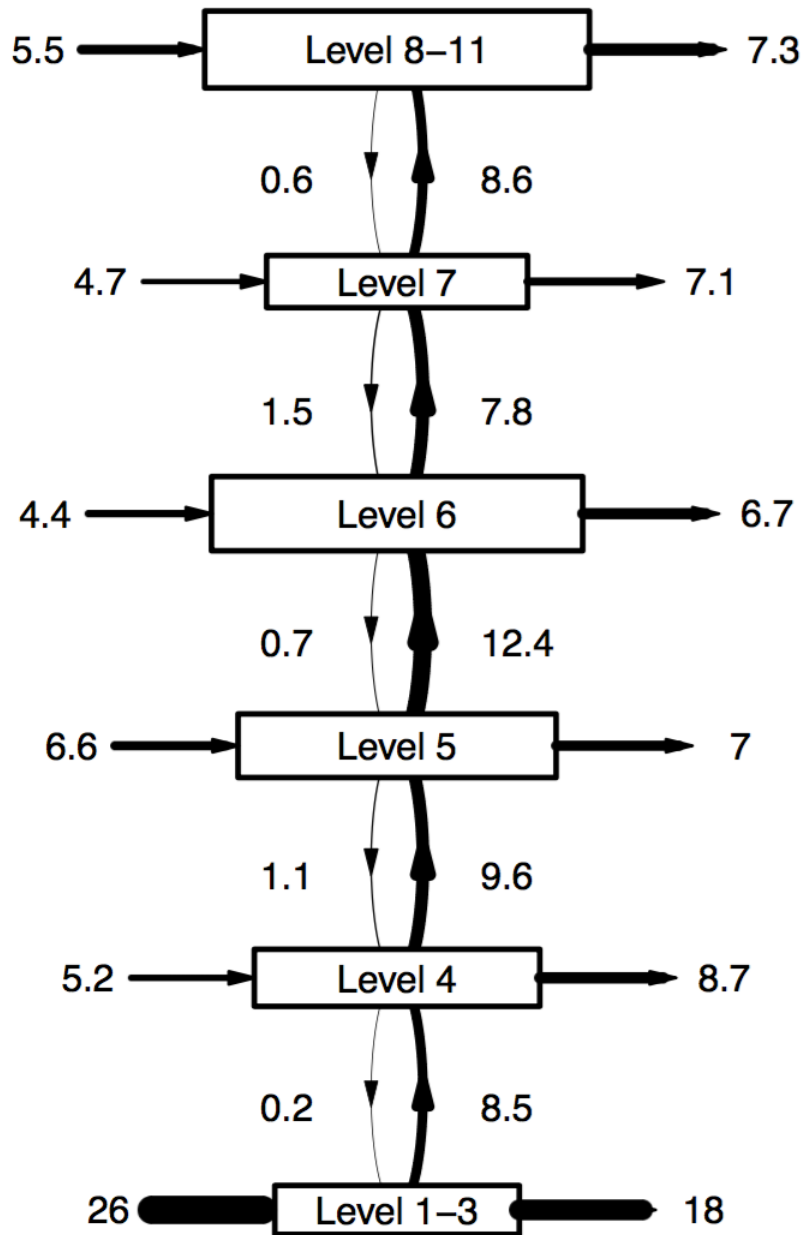 5.5 Level 8–11 7.3
0.6 8.6
4.7 Level 7 7.1
1.5 7.8
4.4 Level 6 6.7
0.7 12.4
6.6 Level 5 7
1.1 9.6
5.2 Level 4 8.7
0.2 8.5
26 Level 1–3 18